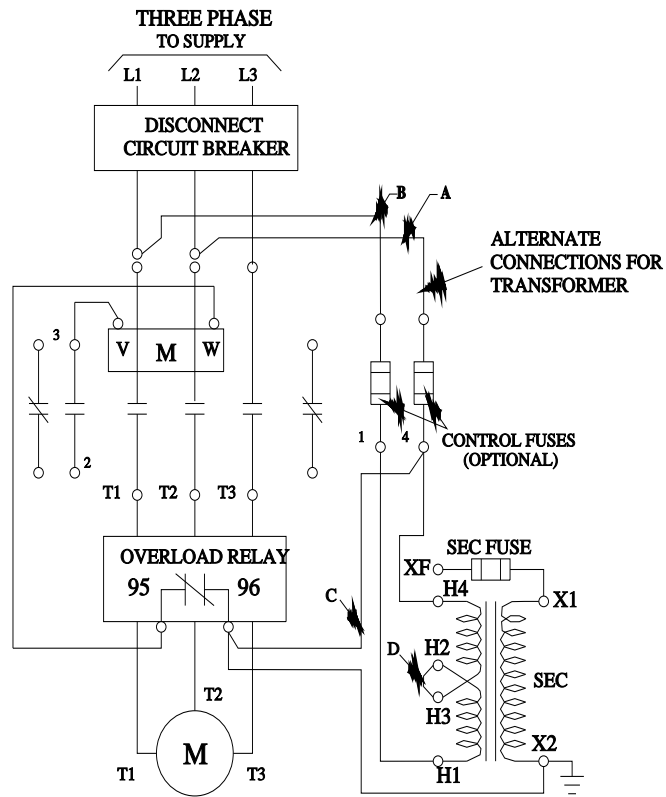 THREE PHASE
TO SUPPLY
L1 L2 L3
DISCONNECT
CIRCUIT BREAKER
B A
ALTERNATE
CONNECTIONS FOR
TRANSFORMER
3
V M W
1 4
CONTROL FUSES
(OPTIONAL)
2
T1 T2 T3
OVERLOAD RELAY
95 96
SEC FUSE
XF
H4 X1
C
D H2
SEC
H3
T2
X2
M
T1 T3
H1